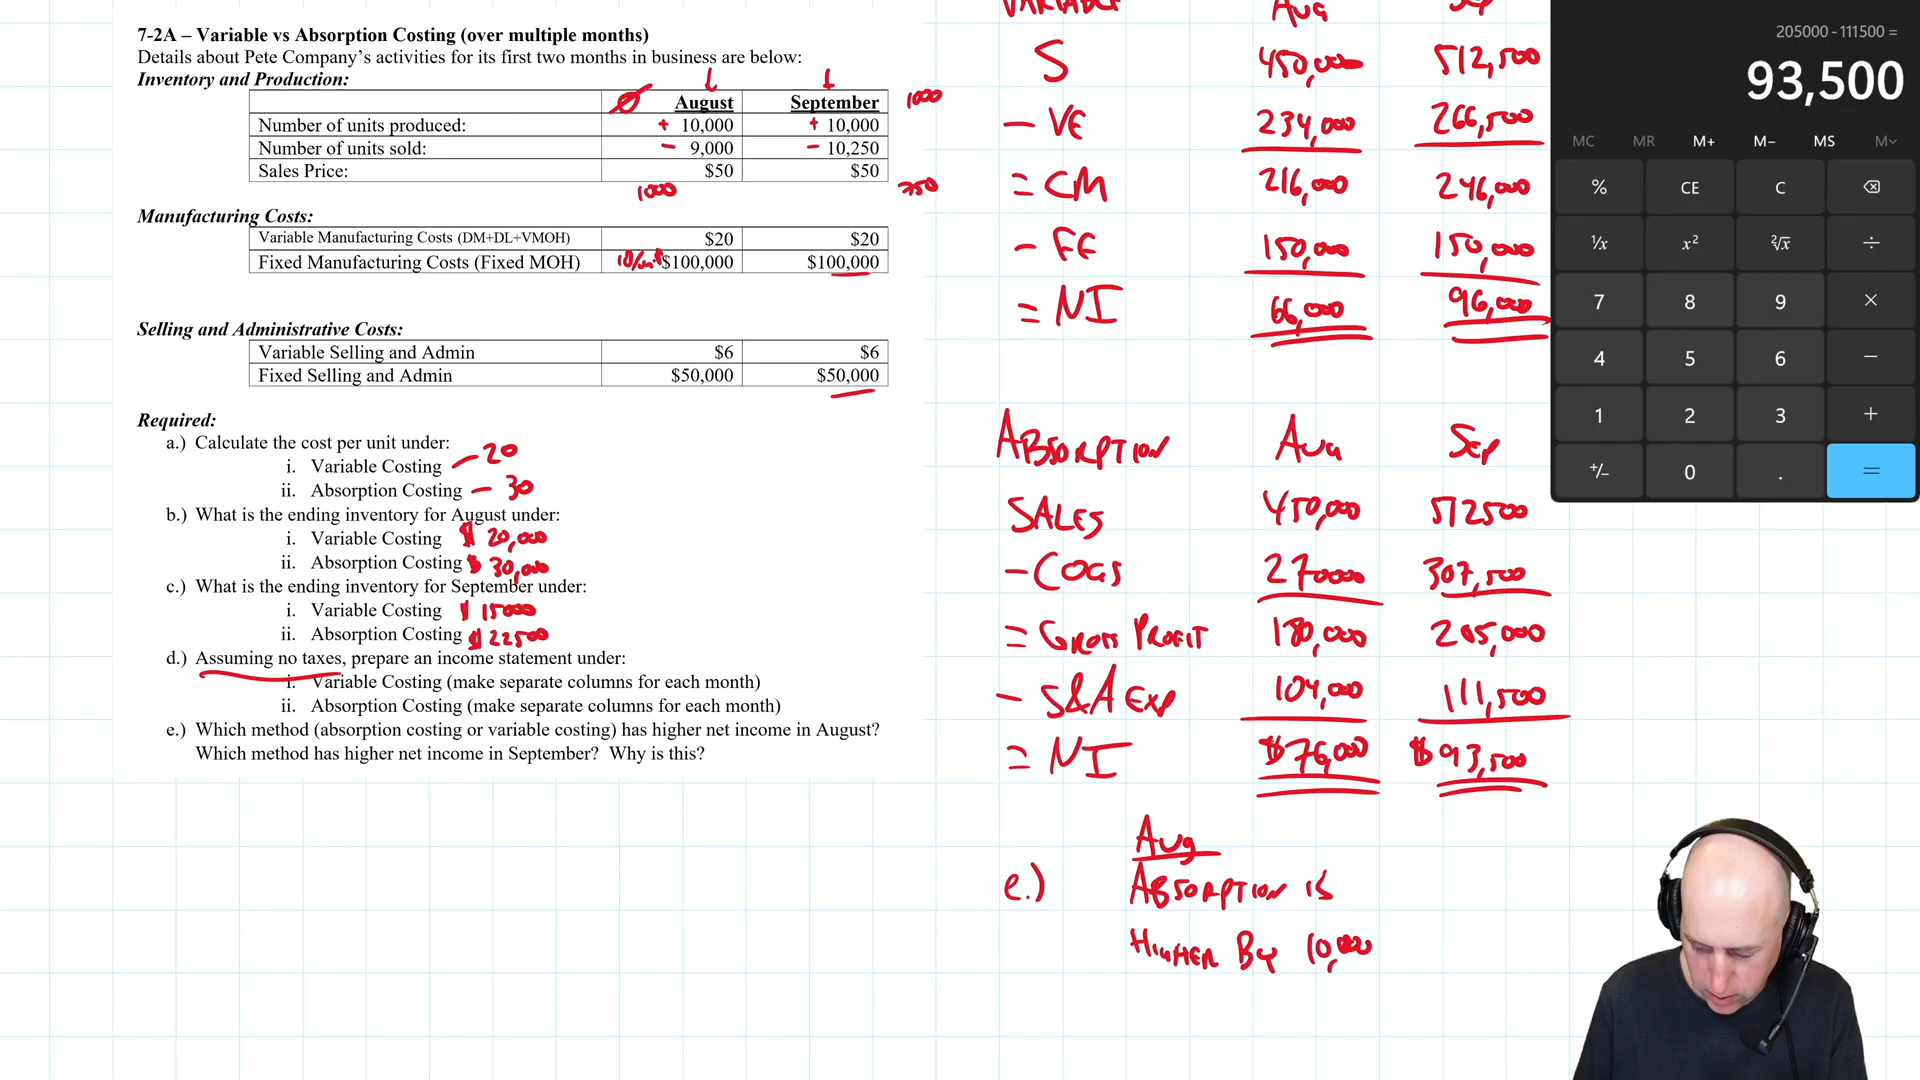 7-2A – Variable vs Absorption Costing (over multiple months)
Details about Pete Company's activities for its first two months in business are below:
Inventory and Production:
0 August September 1000
Number of units produced: + 10,000 + 10,000
Number of units sold: - 9,000 - 10,250
Sales Price: $50 $50
1000 750
Manufacturing Costs:
Variable Manufacturing Costs (DM+DL+VMOH) $20 $20
Fixed Manufacturing Costs (Fixed MOH) 10/unit $100,000 $100,000
Selling and Administrative Costs:
Variable Selling and Admin $6 $6
Fixed Selling and Admin $50,000 $50,000
Required:
a.) Calculate the cost per unit under:
i. Variable Costing - 20
ii. Absorption Costing - 30
b.) What is the ending inventory for August under:
i. Variable Costing $ 20,000
ii. Absorption Costing $ 30,000
c.) What is the ending inventory for September under:
i. Variable Costing $ 15000
ii. Absorption Costing $ 22500
d.) Assuming no taxes, prepare an income statement under:
i. Variable Costing (make separate columns for each month)
ii. Absorption Costing (make separate columns for each month)
e.) Which method (absorption costing or variable costing) has higher net income in August?
Which method has higher net income in September? Why is this?
VARIABLE Aug Sep
S 450,000 512,500
- VE 234,000 266,500
= CM 216,000 246,000
- FE 150,000 150,000
= NI 66,000 96,000
ABSORPTION Aug Sep
SALES 450,000 512500
- COGS 270000 307,500
= GROSS PROFIT 180,000 205,000
- S&A EXP 104,000 111,500
= NI $76,000 $93,500
Aug
e.) ABSORPTION IS
HIGHER By 10,000
205000 - 111500 =
93,500
MC MR M+ M− MS M˅
% CE C ⌫
¹/x x² ²√x ÷
7 8 9 ×
4 5 6 −
1 2 3 +
+/− 0 . =